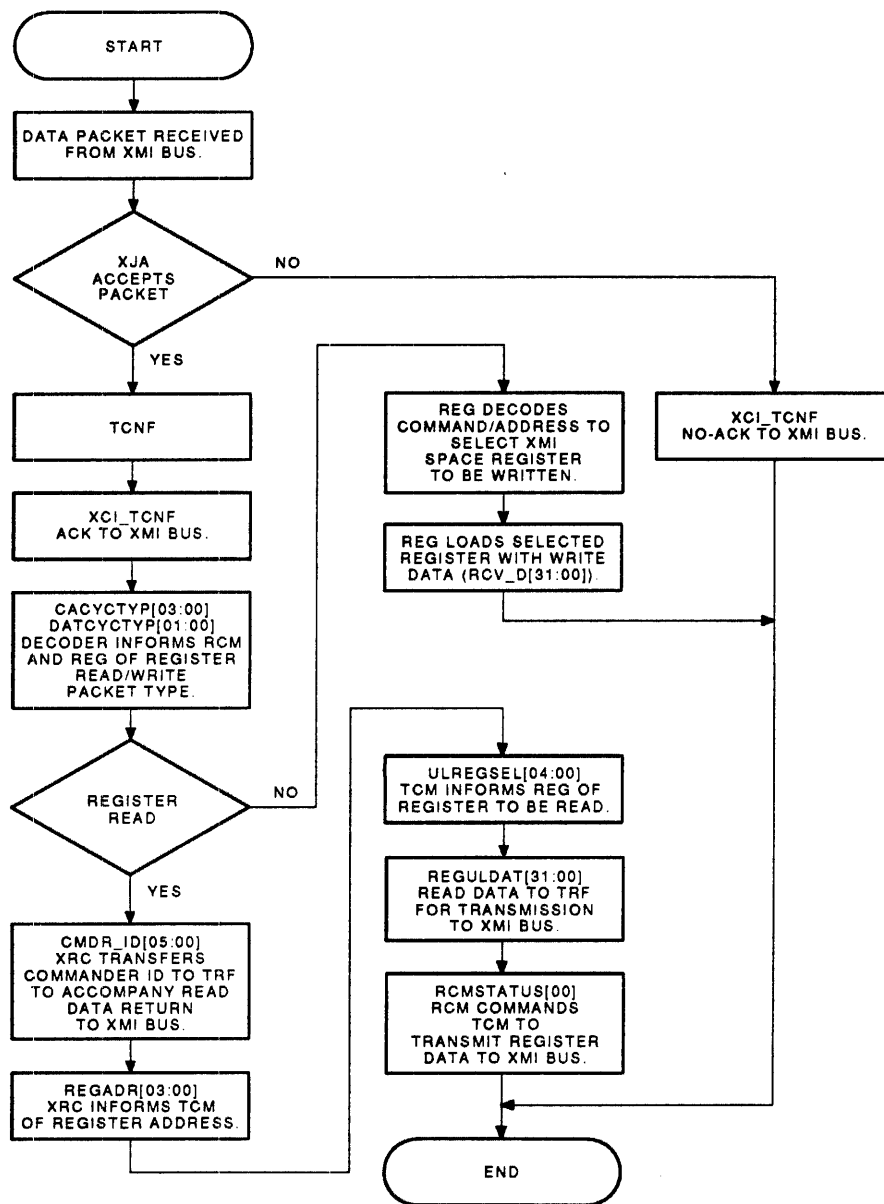 START
DATA PACKET RECEIVED
FROM XMI BUS.
XJA
ACCEPTS
PACKET
NO
YES
TCNF
XCI_TCNF
ACK TO XMI BUS.
CACYCTYP[03:00]
DATCYCTYP[01:00]
DECODER INFORMS RCM
AND REG OF REGISTER
READ/WRITE
PACKET TYPE.
REGISTER
READ
NO
YES
CMDR_ID[05:00]
XRC TRANSFERS
COMMANDER ID TO TRF
TO ACCOMPANY READ
DATA RETURN
TO XMI BUS.
REGADR[03:00]
XRC INFORMS TCM
OF REGISTER ADDRESS.
REG DECODES
COMMAND/ADDRESS TO
SELECT XMI
SPACE REGISTER
TO BE WRITTEN.
REG LOADS SELECTED
REGISTER WITH WRITE
DATA (RCV_D[31:00]).
XCI_TCNF
NO-ACK TO XMI BUS.
ULREGSEL[04:00]
TCM INFORMS REG OF
REGISTER TO BE READ.
REGULDAT[31:00]
READ DATA TO TRF
FOR TRANSMISSION
TO XMI BUS.
RCMSTATUS[00]
RCM COMMANDS
TCM TO
TRANSMIT REGISTER
DATA TO XMI BUS.
END